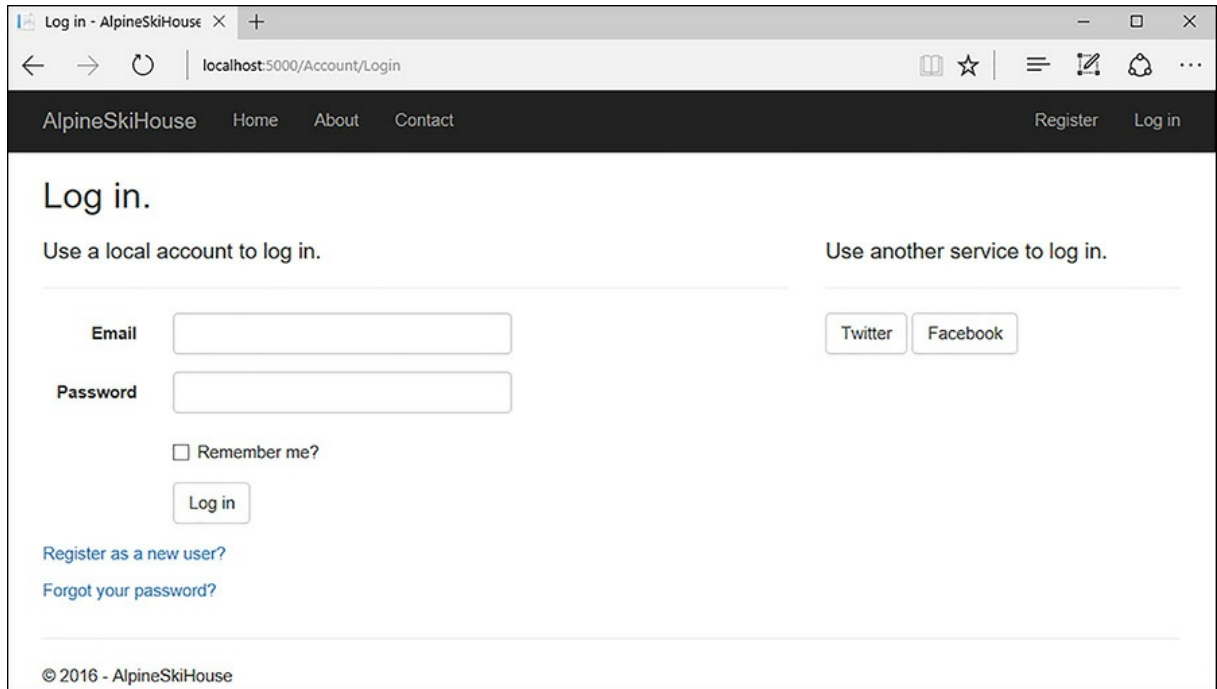 Log in - AlpineSkiHouse
localhost:5000/Account/Login
AlpineSkiHouse Home About Contact Register Log in
Log in.
Use a local account to log in.
Email
Password
Remember me?
Log in
Register as a new user?
Forgot your password?
Use another service to log in.
Twitter Facebook
© 2016 - AlpineSkiHouse